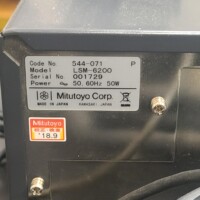 Code No. 544-071 P
Model LSM-6200
Serial No 001729
Power 50. 60Hz 50W
Mitutoyo Corp.
MADE IN JAPAN KAWASAKI, JAPAN
Mitutoyo
'18.9